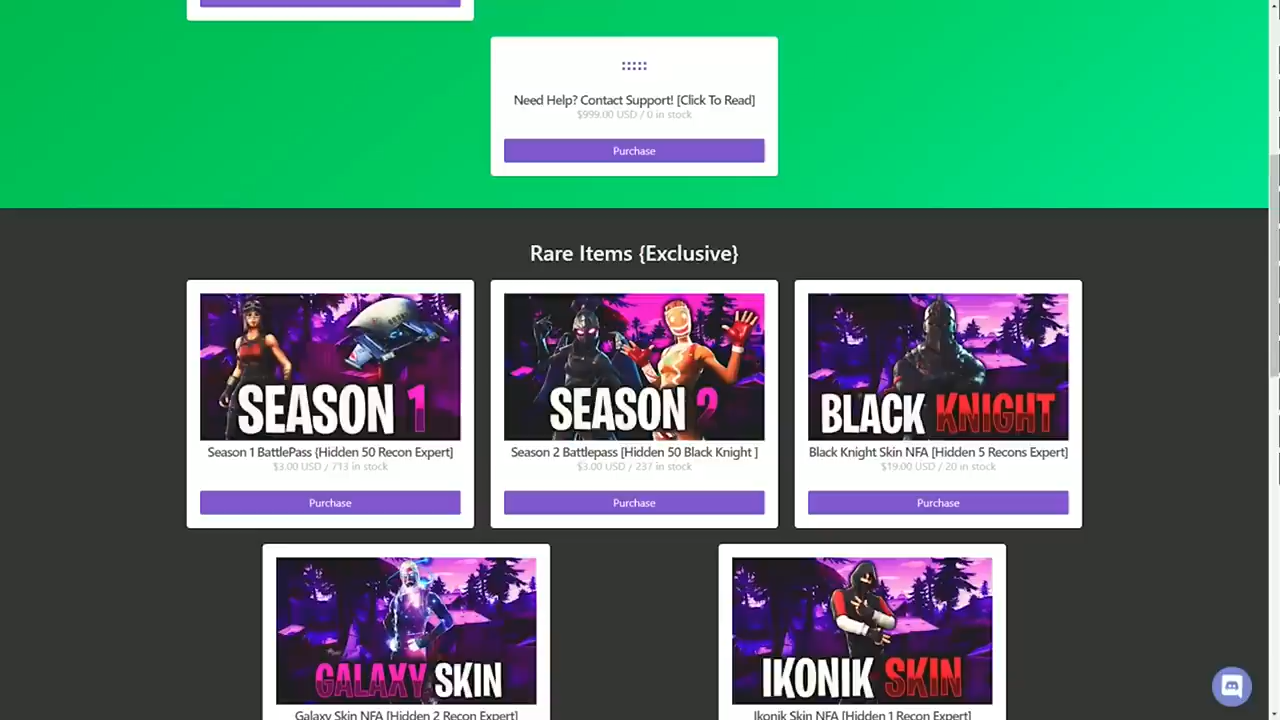 Need Help? Contact Support! [Click To Read]
$999.00 USD / 0 in stock
Purchase
Rare Items {Exclusive}
SEASON 1
SEASON 2
BLACK KNIGHT
Season 1 BattlePass {Hidden 50 Recon Expert]
Season 2 Battlepass [Hidden 50 Black Knight ]
Black Knight Skin NFA [Hidden 5 Recons Expert]
$3.00 USD / 713 in stock
$3.00 USD / 237 in stock
$19.00 USD / 20 in stock
Purchase
Purchase
Purchase
GALAXY SKIN
IKONIK SKIN
Galaxy Skin NFA [Hidden 2 Recon Expert]
Ikonik Skin NFA [Hidden 1 Recon Expert]